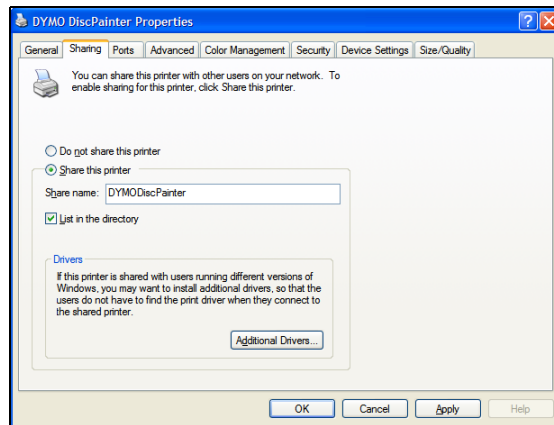 DYMO DiscPainter Properties
General Sharing Ports Advanced Color Management Security Device Settings Size/Quality
You can share this printer with other users on your network. To
enable sharing for this printer, click Share this printer.
Do not share this printer
Share this printer
Share name: DYMODiscPainter
List in the directory
Drivers
If this printer is shared with users running different versions of
Windows, you may want to install additional drivers, so that the
users do not have to find the print driver when they connect to
the shared printer.
Additional Drivers...
OK Cancel Apply Help